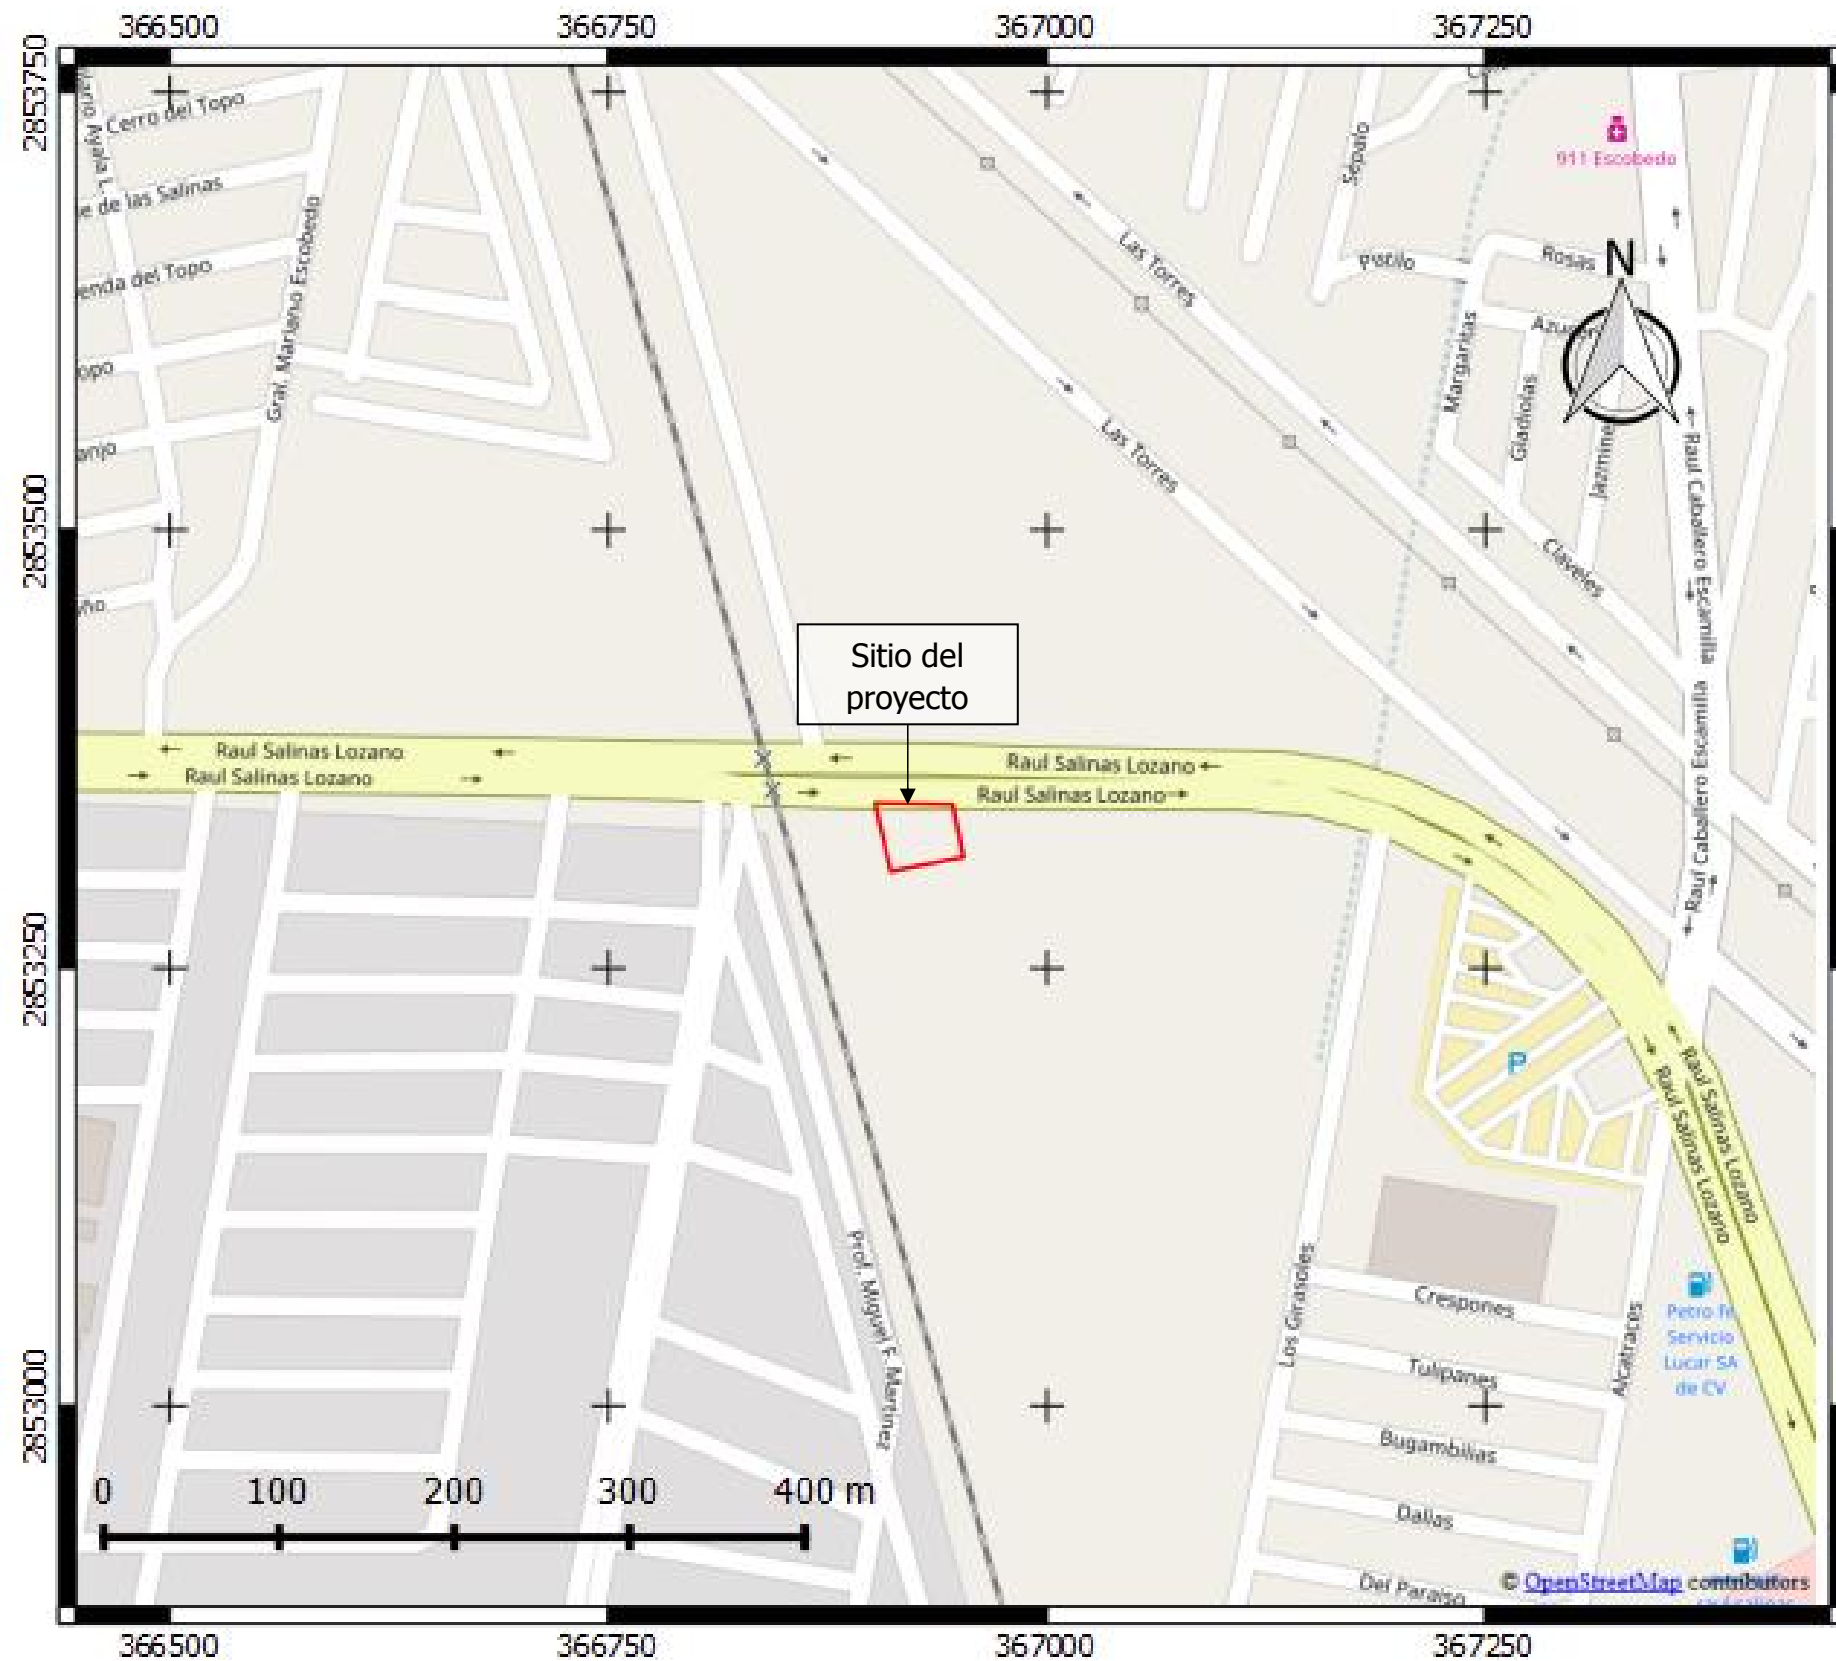 366500 366750 367000 367250
2853750
2853500
2853250
2853000
Cerro del Topo
e de las Salinas
enda del Topo
opo
anjo
Gral. Mariano Escobedo
Las Torres
Las Torres
Sépalo
Margaritas
Rosas
Gladiolas
Claveles
911 Escobedo
N
Raul Caballero Escamilla
Raul Caballero Escamilla
Sitio del
proyecto
Raul Salinas Lozano
Raul Salinas Lozano
Raul Salinas Lozano
Raul Salinas Lozano
P
Raul Salinas Lozano
Raul Salinas Lozano
Prof. Miguel F. Martinez
Los Girasoles
Alcatraces
Crespones
Tulipanes
Bugambilias
Dallas
Del Paraiso
Servicio
Lucar SA
de CV
0 100 200 300 400 m
© OpenStreetMap contributors
366500 366750 367000 367250